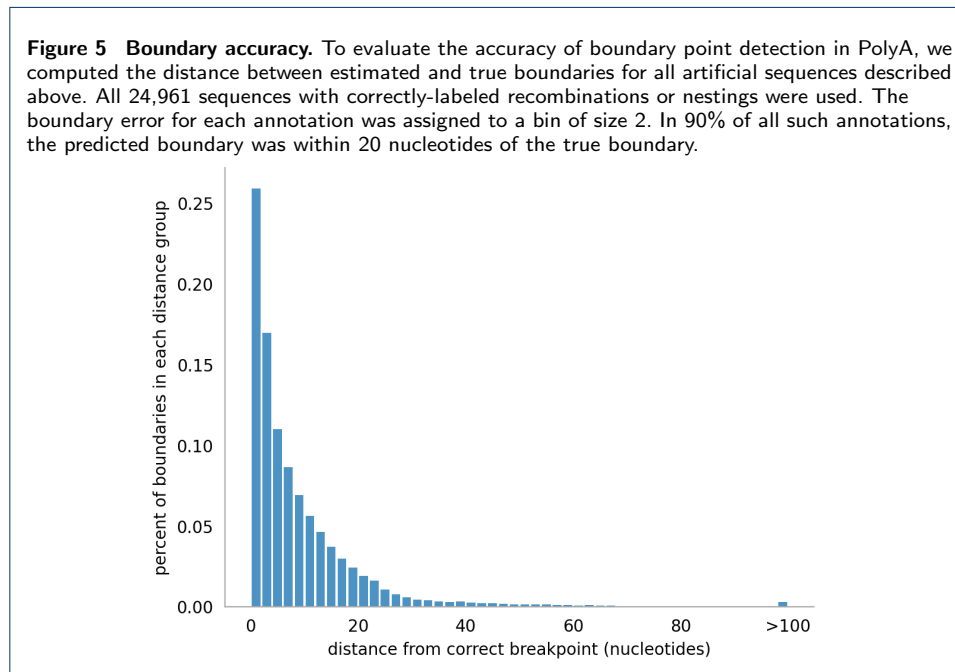 Figure 5 Boundary accuracy. To evaluate the accuracy of boundary point detection in PolyA, we
computed the distance between estimated and true boundaries for all artificial sequences described
above. All 24,961 sequences with correctly-labeled recombinations or nestings were used. The
boundary error for each annotation was assigned to a bin of size 2. In 90% of all such annotations,
the predicted boundary was within 20 nucleotides of the true boundary.
percent of boundaries in each distance group
0.25
0.20
0.15
0.10
0.05
0.00
0 20 40 60 80 >100
distance from correct breakpoint (nucleotides)